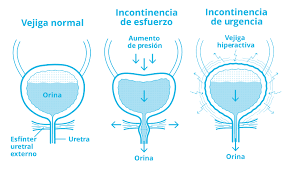 Vejiga normal
Orina
Esfínter
uretral
externo
Uretra
Incontinencia
de esfuerzo
Aumento
de presión
Orina
Incontinencia
de urgencia
Vejiga
hiperactiva
Orina